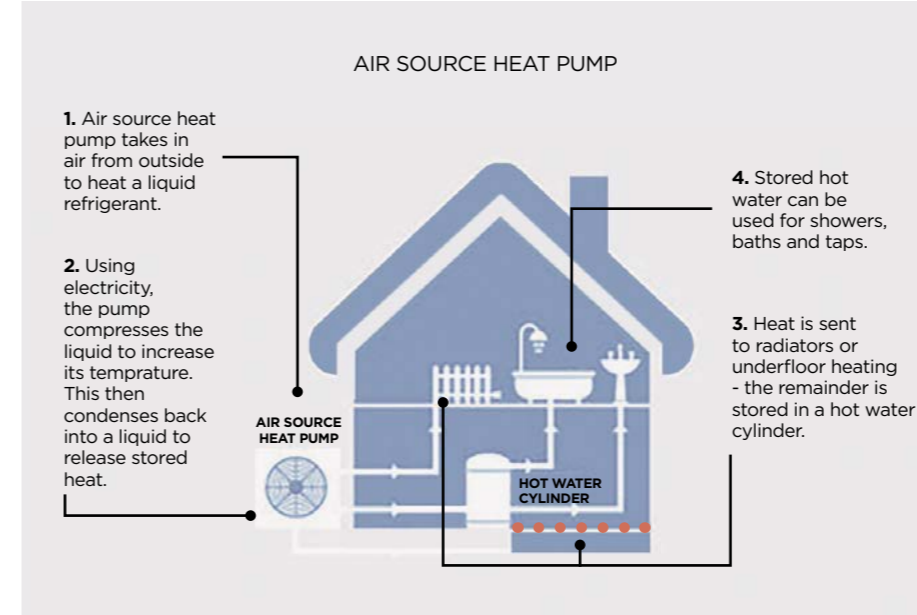 AIR SOURCE HEAT PUMP
1. Air source heat
pump takes in
air from outside
to heat a liquid
refrigerant.
2. Using
electricity,
the pump
compresses the
liquid to increase
its temprature.
This then
condenses back
into a liquid to
release stored
heat.
AIR SOURCE
HEAT PUMP
HOT WATER
CYLINDER
4. Stored hot
water can be
used for showers,
baths and taps.
3. Heat is sent
to radiators or
underfloor heating
- the remainder is
stored in a hot water
cylinder.